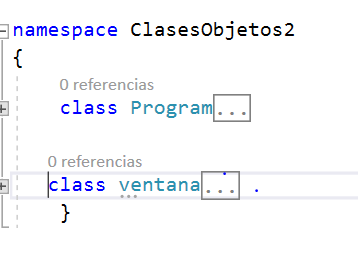 namespace ClasesObjetos2
{
0 referencias
class Program...
0 referencias
class ventana... .
}